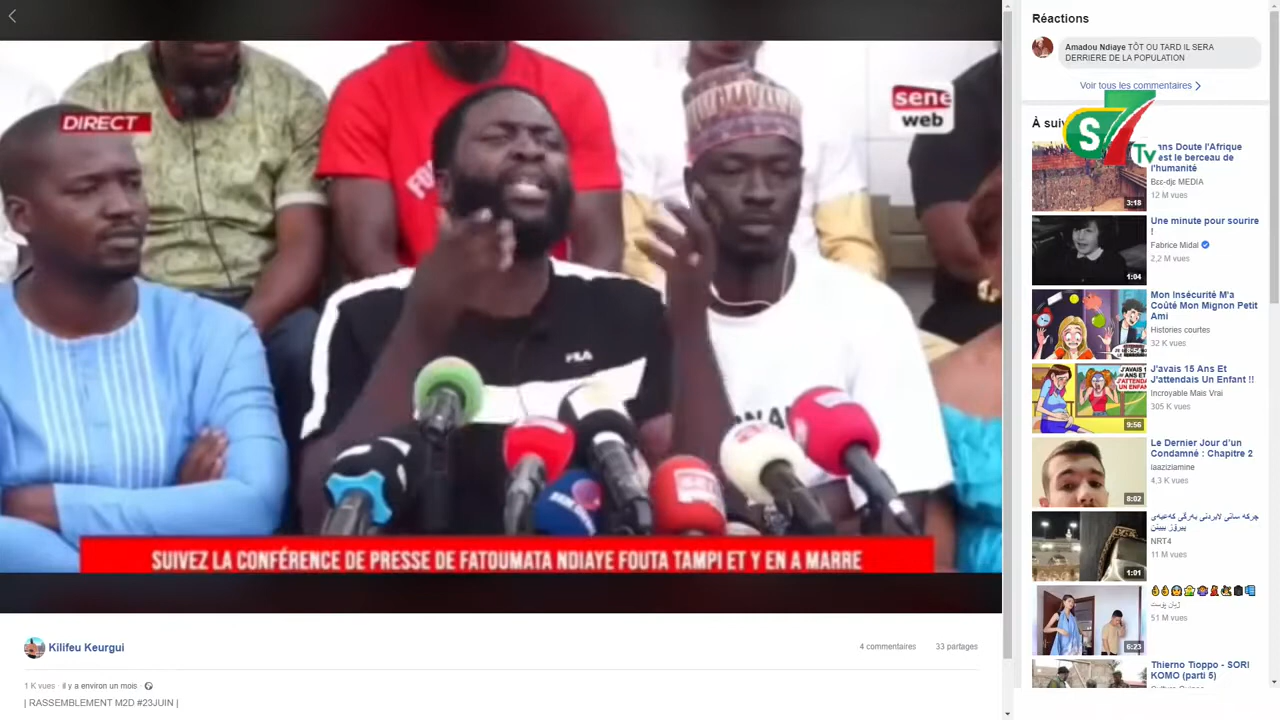 DIRECT
sene
web
FILA
SUIVEZ LA CONFÉRENCE DE PRESSE DE FATOUMATA NDIAYE FOUTA TAMPI ET Y EN A MARRE
Kilifeu Keurgui
4 commentaires
33 partages
1 K vues · il y a environ un mois ·
| RASSEMBLEMENT M2D #23JUIN |
Réactions
Amadou Ndiaye TÔT OU TARD IL SERA
DERRIERE DE LA POPULATION
Voir tous les commentaires
S7
Tv
Doute l'Afrique
est le berceau de
l'humanité
Bεε-djε MEDIA
12 M vues
3:18
Une minute pour sourire
!
Fabrice Midal
2,2 M vues
1:04
Mon Insécurité M'a
Coûté Mon Mignon Petit
Ami
Histories courtes
32 K vues
J'avais 15 Ans Et
J'attendais Un Enfant !!
Incroyable Mais Vrai
305 K vues
9:56
Le Dernier Jour d'un
Condamné : Chapitre 2
laaziziamine
4,3 K vues
8:02
NRT4
11 M vues
1:01
51 M vues
6:23
Thierno Tioppo - SORI
KOMO (parti 5)